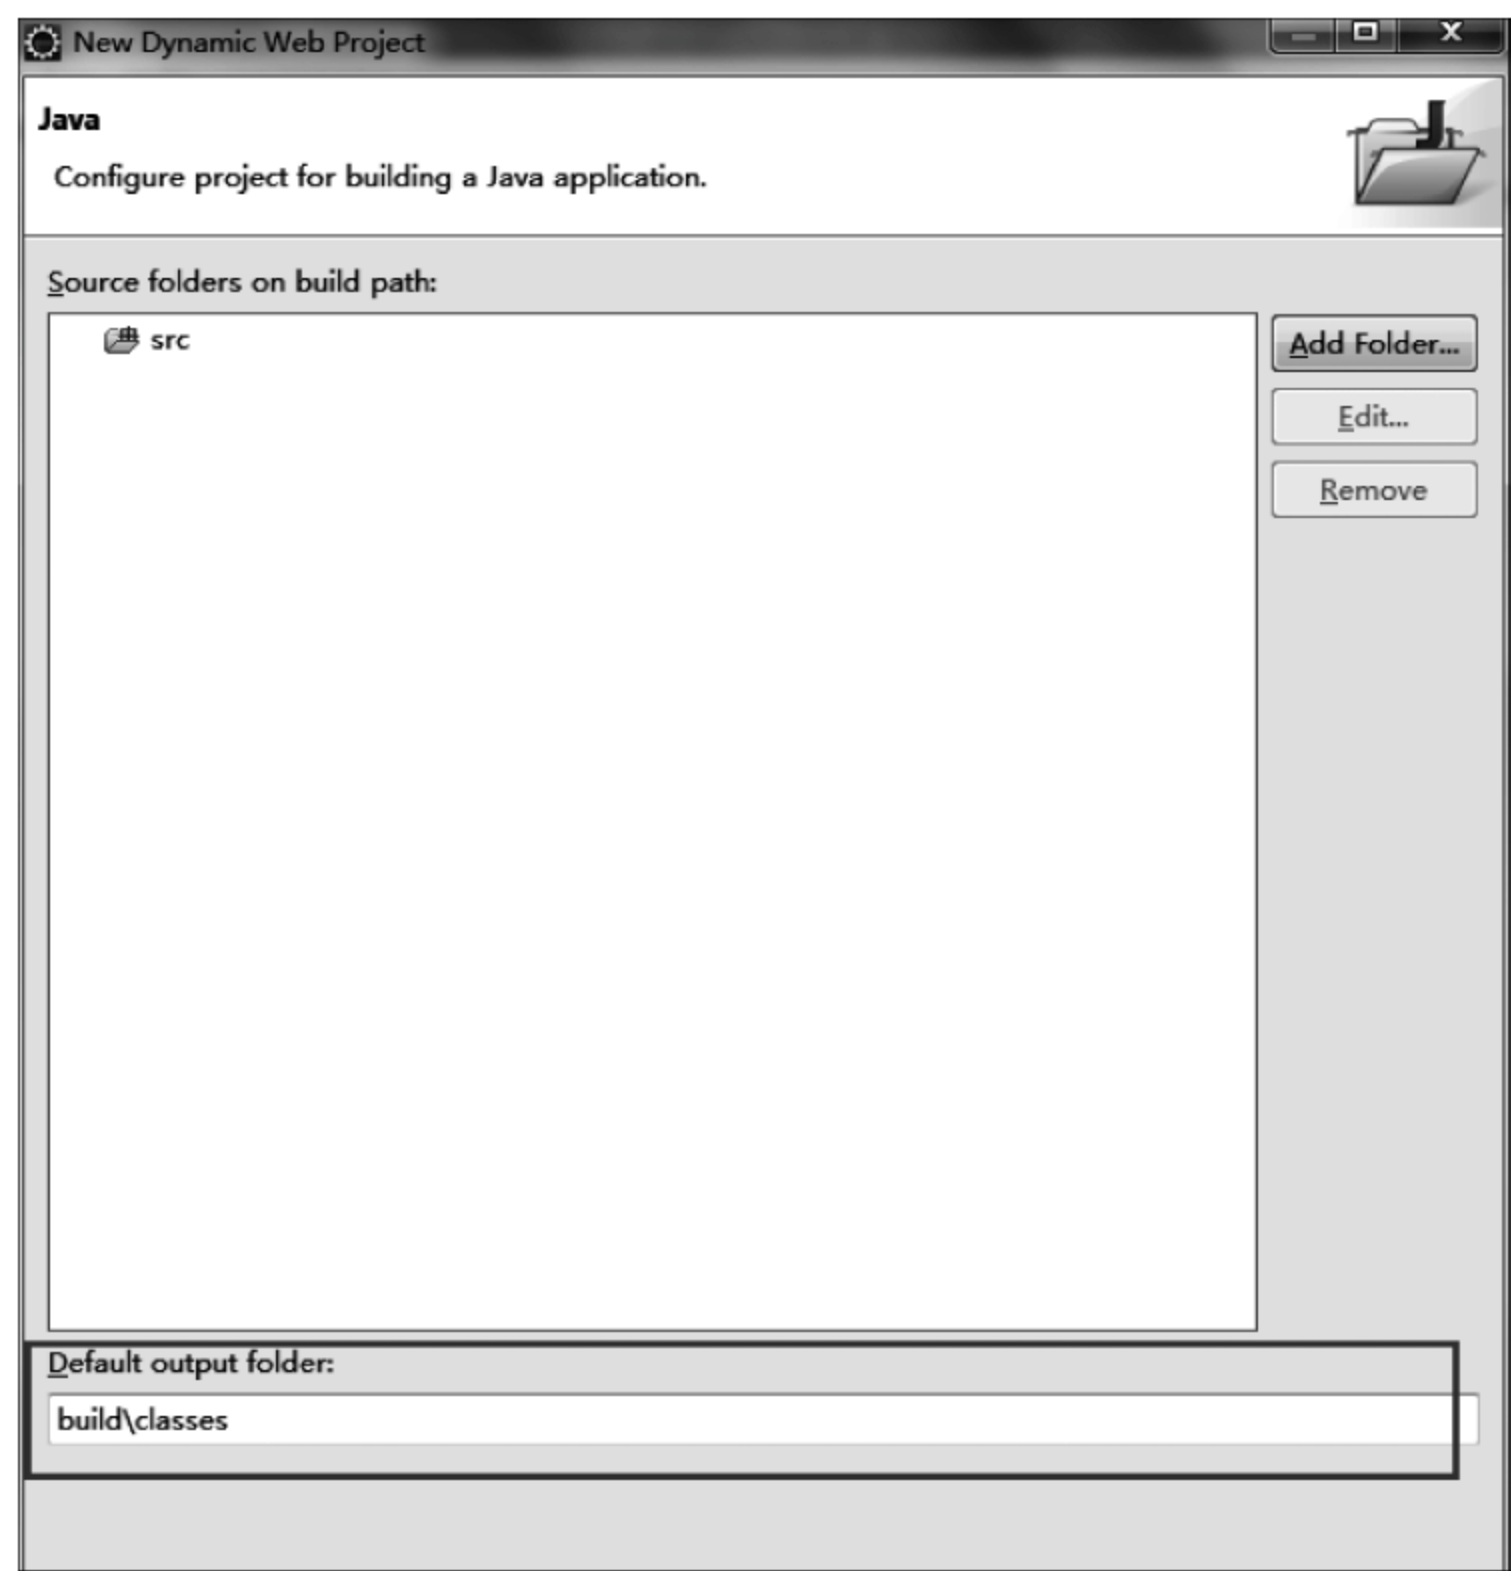 New Dynamic Web Project
Java
Configure project for building a Java application.
Source folders on build path:
src
Add Folder...
Edit...
Remove
Default output folder:
build\classes